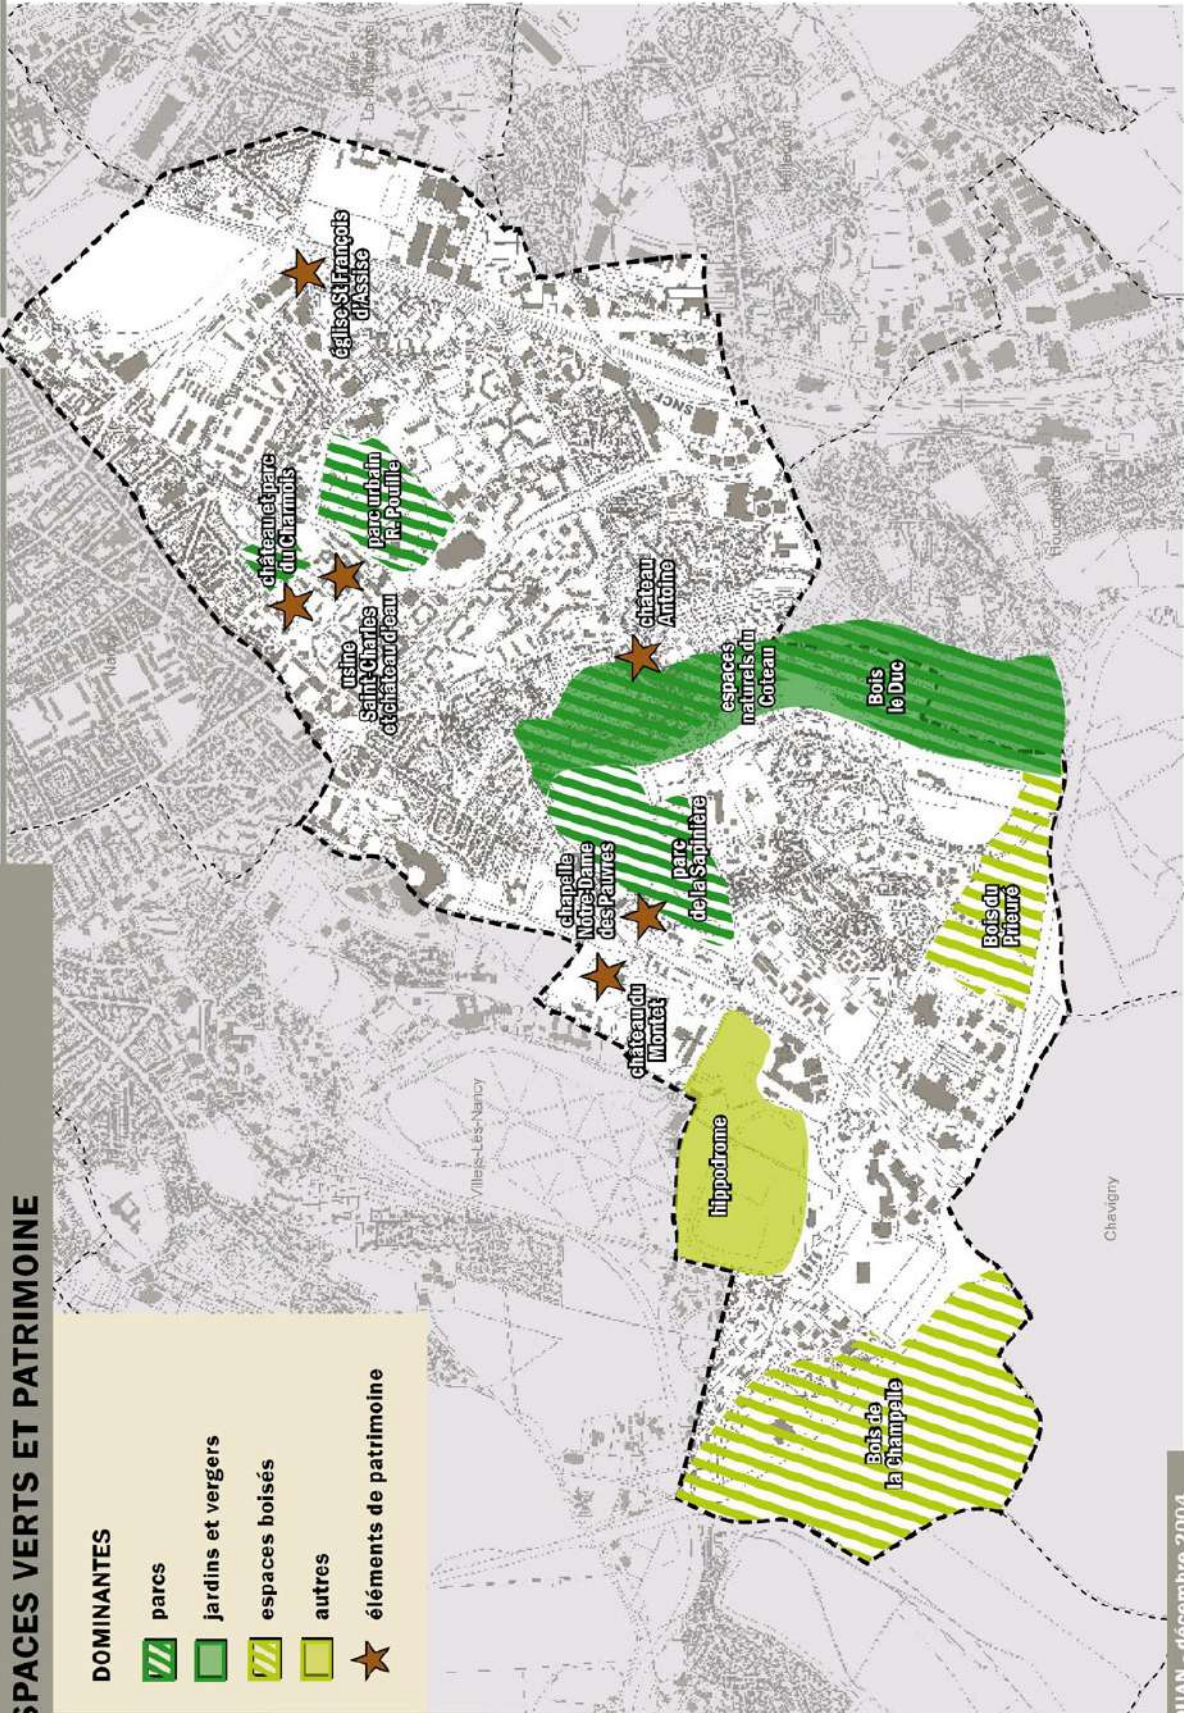 SPACES VERTS ET PATRIMOINE
DOMINANTES
parcs
jardins et vergers
espaces boisés
autres
éléments de patrimoine
église St François
d'Assise
château et parc
du Charmois
parc urbain
R. Pouille
usine
Saint-Charles
et château d'eau
château
Antoine
espaces
naturels du
Coteau
Bois
le Duc
chapelle
Notre-Dame
des Pauvres
parc
de la Sapinière
château du
Montet
Bois du
Prieuré
hippodrome
Bois de
la Champelle
Villers-Lès-Nancy
Chavigny
SNCF
décembre 2004